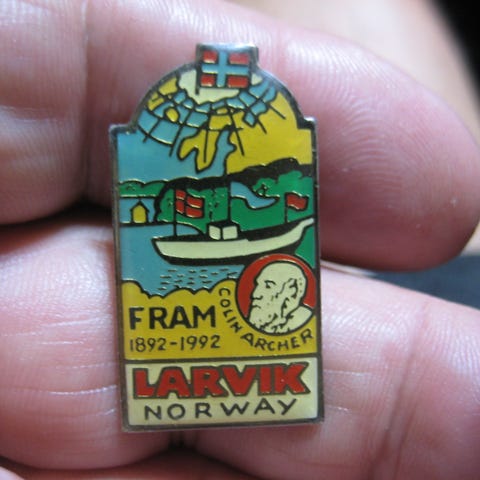 FRAM
1892-1992
COLIN ARCHER
LARVIK
NORWAY